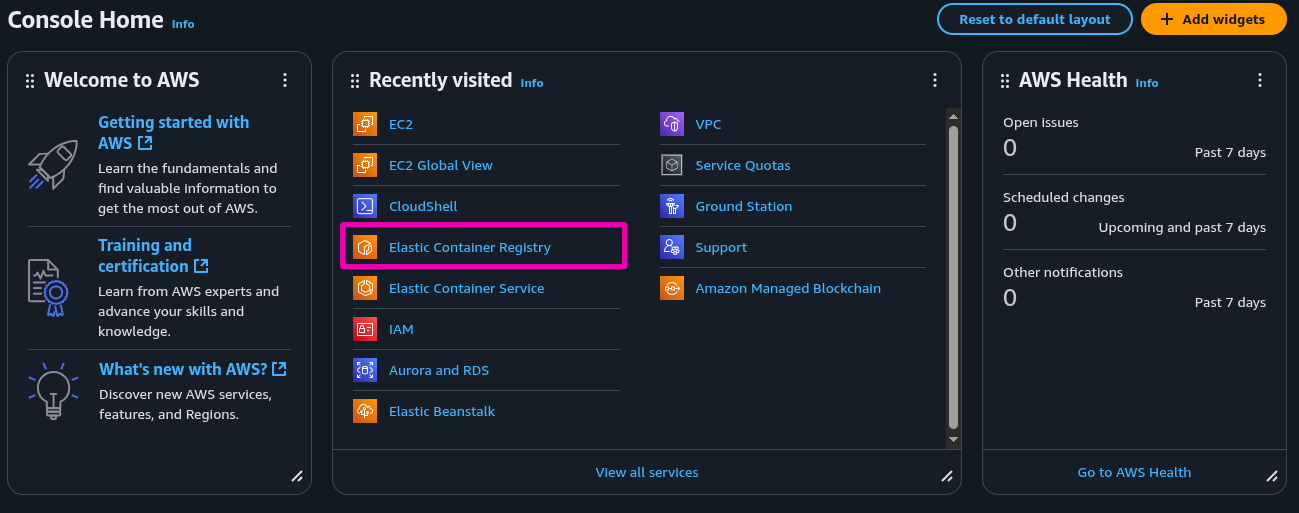 Console Home Info
Reset to default layout
Add widgets
Welcome to AWS
Getting started with
AWS
Learn the fundamentals and
find valuable information to
get the most out of AWS.
Training and
certification
Learn from AWS experts and
advance your skills and
knowledge.
What's new with AWS?
Discover new AWS services,
features, and Regions.
Recently visited Info
EC2
EC2 Global View
CloudShell
Elastic Container Registry
Elastic Container Service
IAM
Aurora and RDS
Elastic Beanstalk
VPC
Service Quotas
Ground Station
Support
Amazon Managed Blockchain
View all services
AWS Health Info
Open issues
0
Past 7 days
Scheduled changes
0
Upcoming and past 7 days
Other notifications
0
Past 7 days
Go to AWS Health